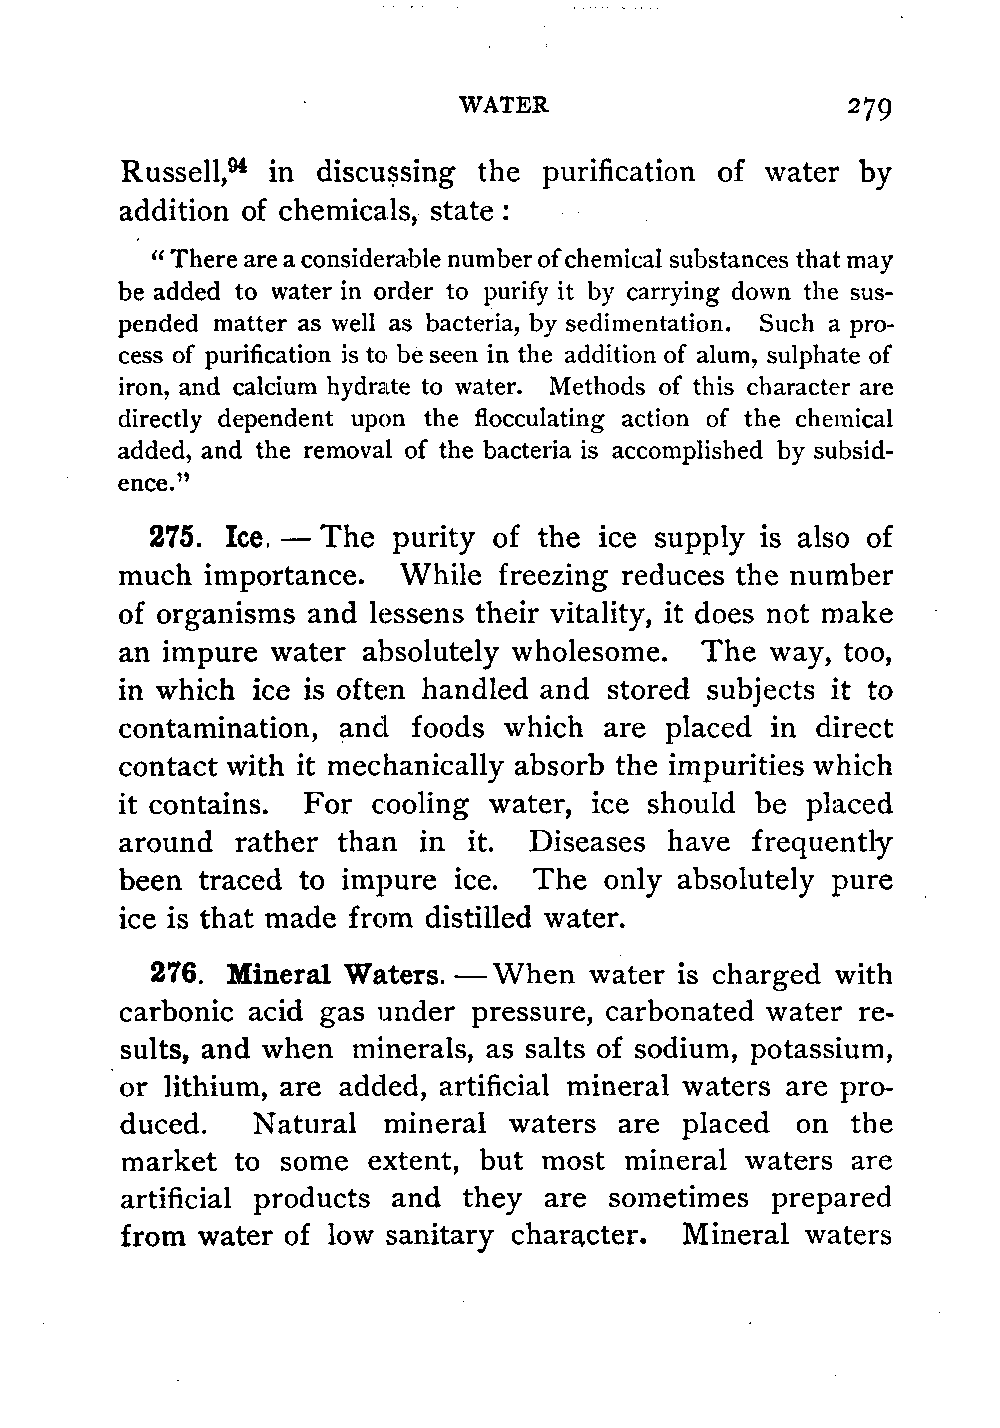 WATER 279
Russell,94 in discussing the purification of water by
addition of chemicals, state :
“ There are a considerable number of chemical substances that may
be added to water in order to purify it by carrying down the sus-
pended matter as well as bacteria, by sedimentation. Such a pro-
cess of purification is to be seen in the addition of alum, sulphate of
iron, and calcium hydrate to water. Methods of this character are
directly dependent upon the flocculating action of the chemical
added, and the removal of the bacteria is accomplished by subsid-
ence.”
275. Ice. — The purity of the ice supply is also of
much importance. While freezing reduces the number
of organisms and lessens their vitality, it does not make
an impure water absolutely wholesome. The way, too,
in which ice is often handled and stored subjects it to
contamination, and foods which are placed in direct
contact with it mechanically absorb the impurities which
it contains. For cooling water, ice should be placed
around rather than in it. Diseases have frequently
been traced to impure ice. The only absolutely pure
ice is that made from distilled water.
276. Mineral Waters. — When water is charged with
carbonic acid gas under pressure, carbonated water re-
sults, and when minerals, as salts of sodium, potassium,
or lithium, are added, artificial mineral waters are pro-
duced. Natural mineral waters are placed on the
market to some extent, but most mineral waters are
artificial products and they are sometimes prepared
from water of low sanitary character. Mineral waters